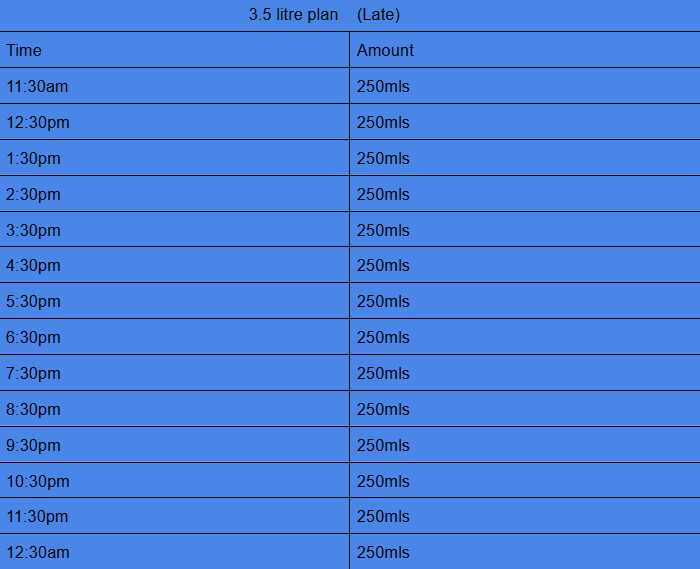 3.5 litre plan (Late)
Time Amount
11:30am 250mls
12:30pm 250mls
1:30pm 250mls
2:30pm 250mls
3:30pm 250mls
4:30pm 250mls
5:30pm 250mls
6:30pm 250mls
7:30pm 250mls
8:30pm 250mls
9:30pm 250mls
10:30pm 250mls
11:30pm 250mls
12:30am 250mls